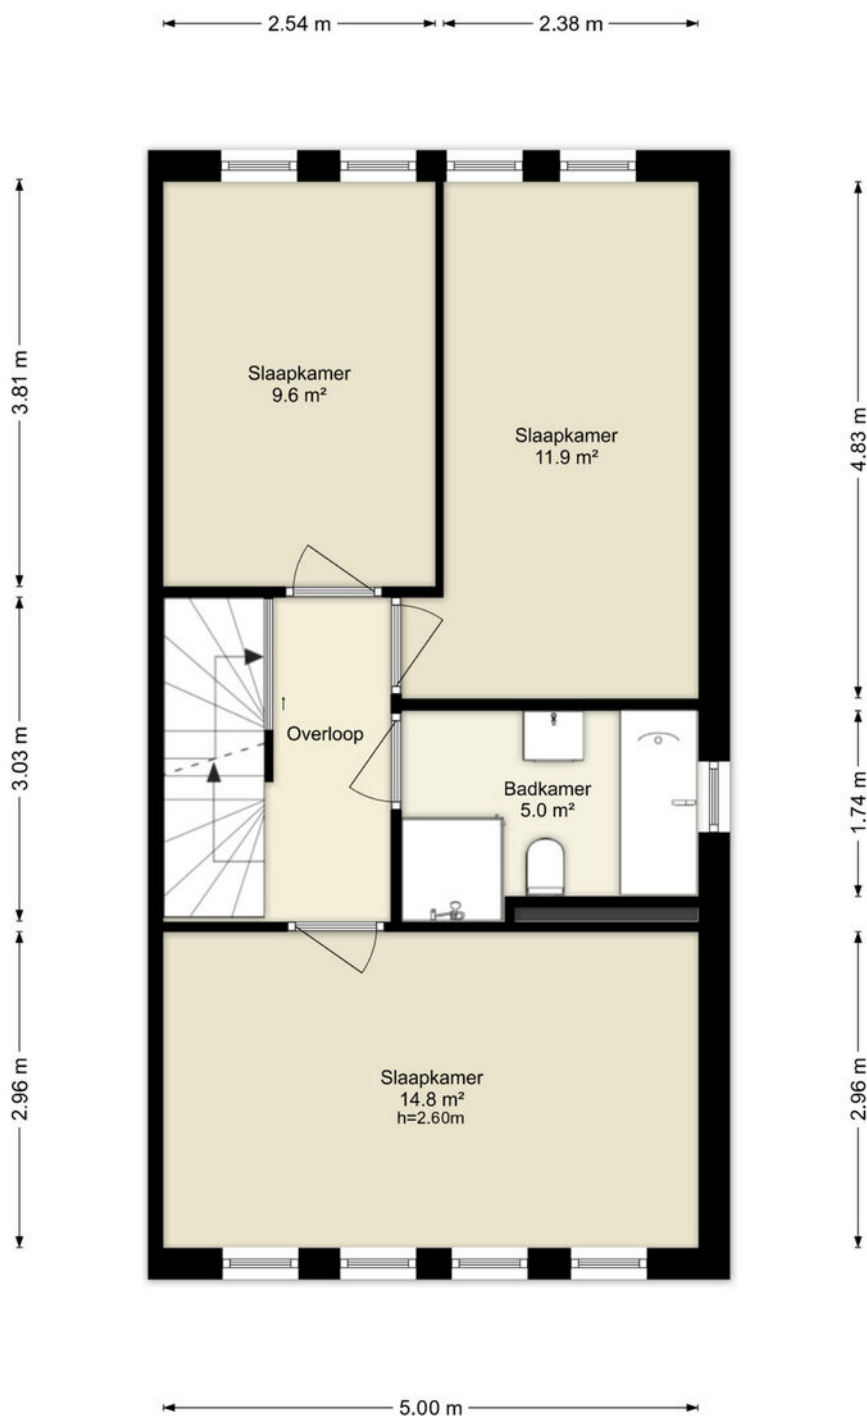 2.54 m
2.38 m
3.81 m
4.83 m
Slaapkamer
9.6 m²
Slaapkamer
11.9 m²
3.03 m
Overloop
Badkamer
5.0 m²
1.74 m
2.96 m
Slaapkamer
14.8 m²
h=2.60m
2.96 m
5.00 m